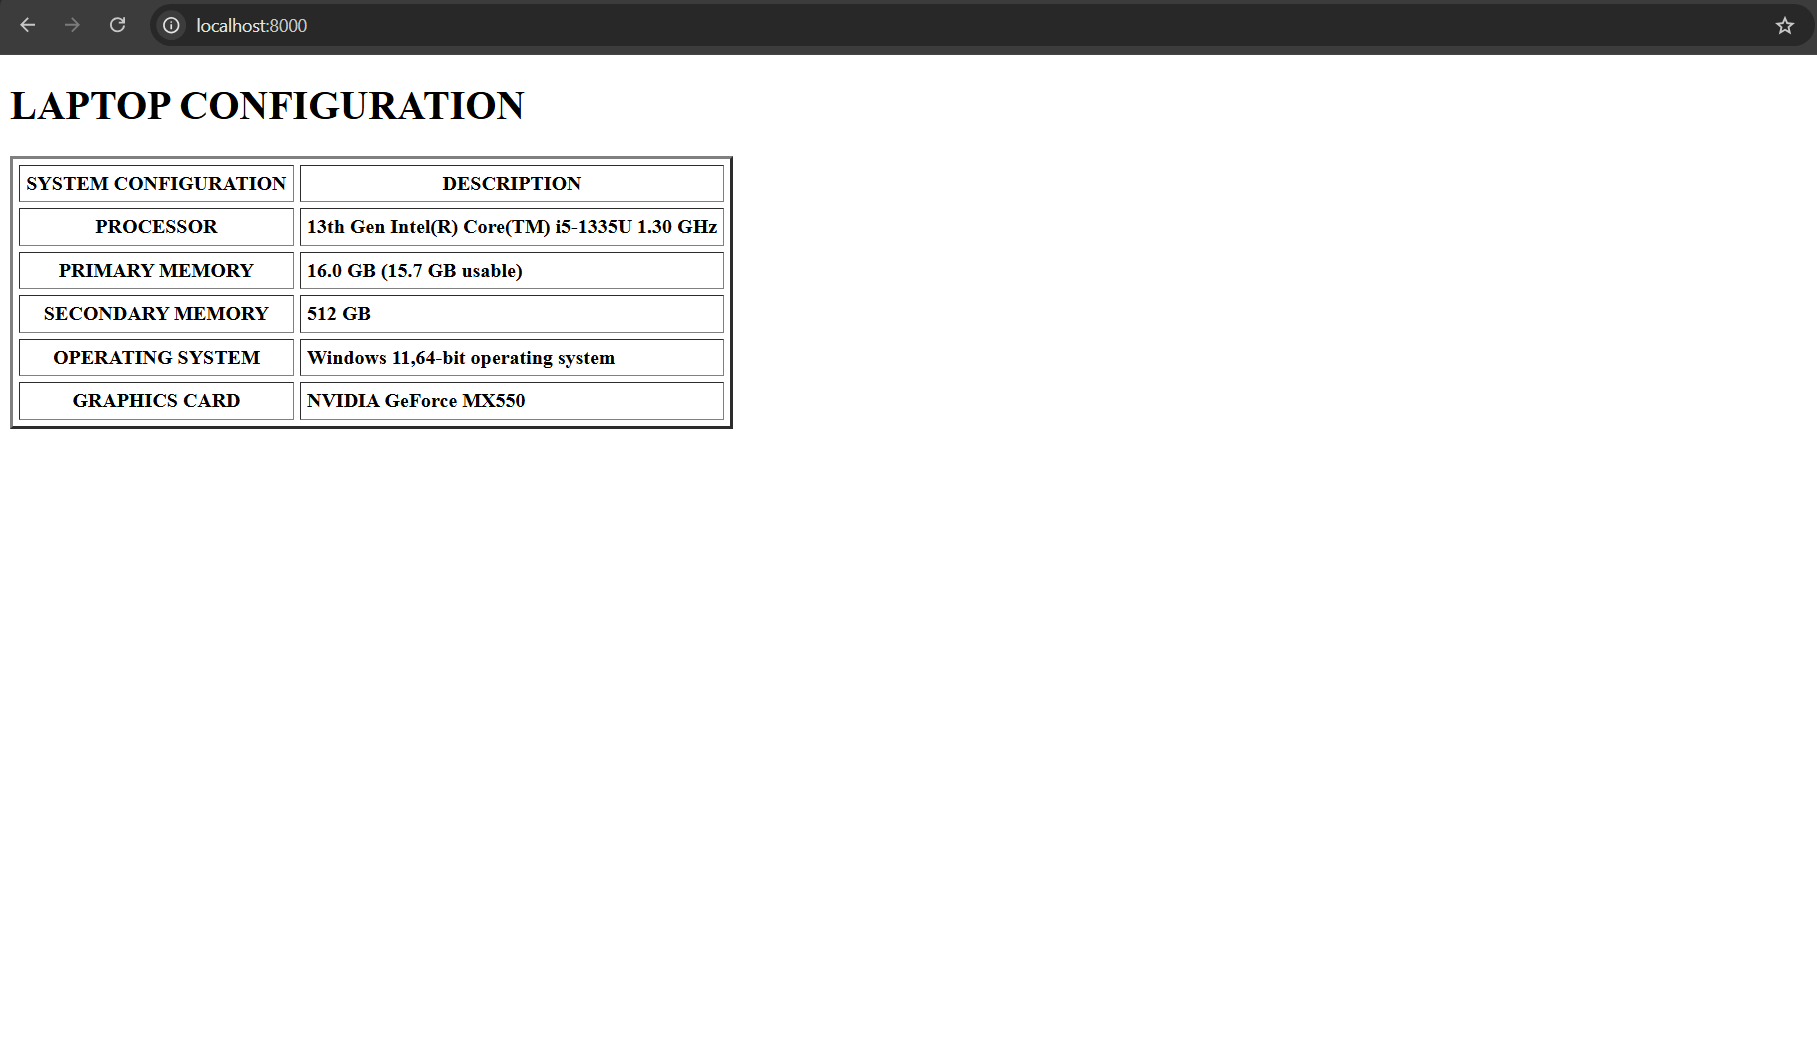 localhost:8000
LAPTOP CONFIGURATION
SYSTEM CONFIGURATION DESCRIPTION
PROCESSOR 13th Gen Intel(R) Core(TM) i5-1335U 1.30 GHz
PRIMARY MEMORY 16.0 GB (15.7 GB usable)
SECONDARY MEMORY 512 GB
OPERATING SYSTEM Windows 11,64-bit operating system
GRAPHICS CARD NVIDIA GeForce MX550